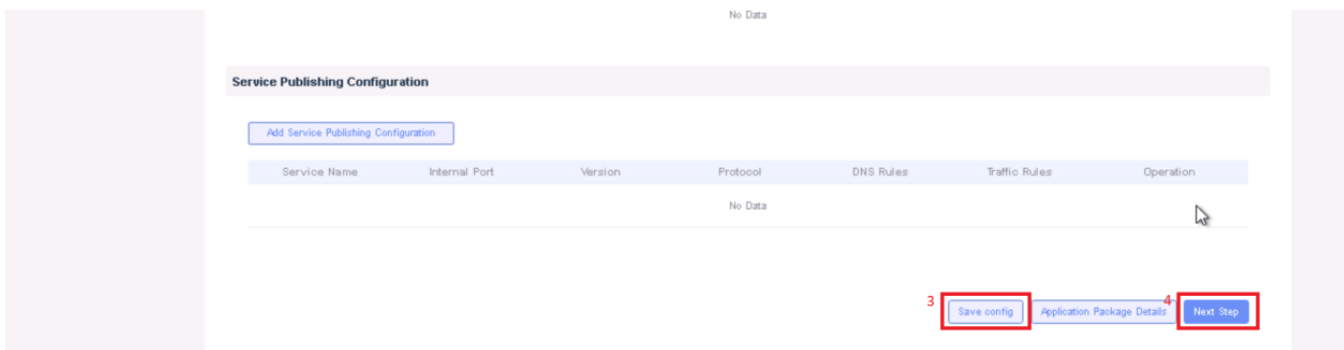 No Data
Service Publishing Configuration
Add Service Publishing Configuration
Service Name Internal Port Version Protocol DNS Rules Traffic Rules Operation
No Data
3 Save config Application Package Details 4 Next Step